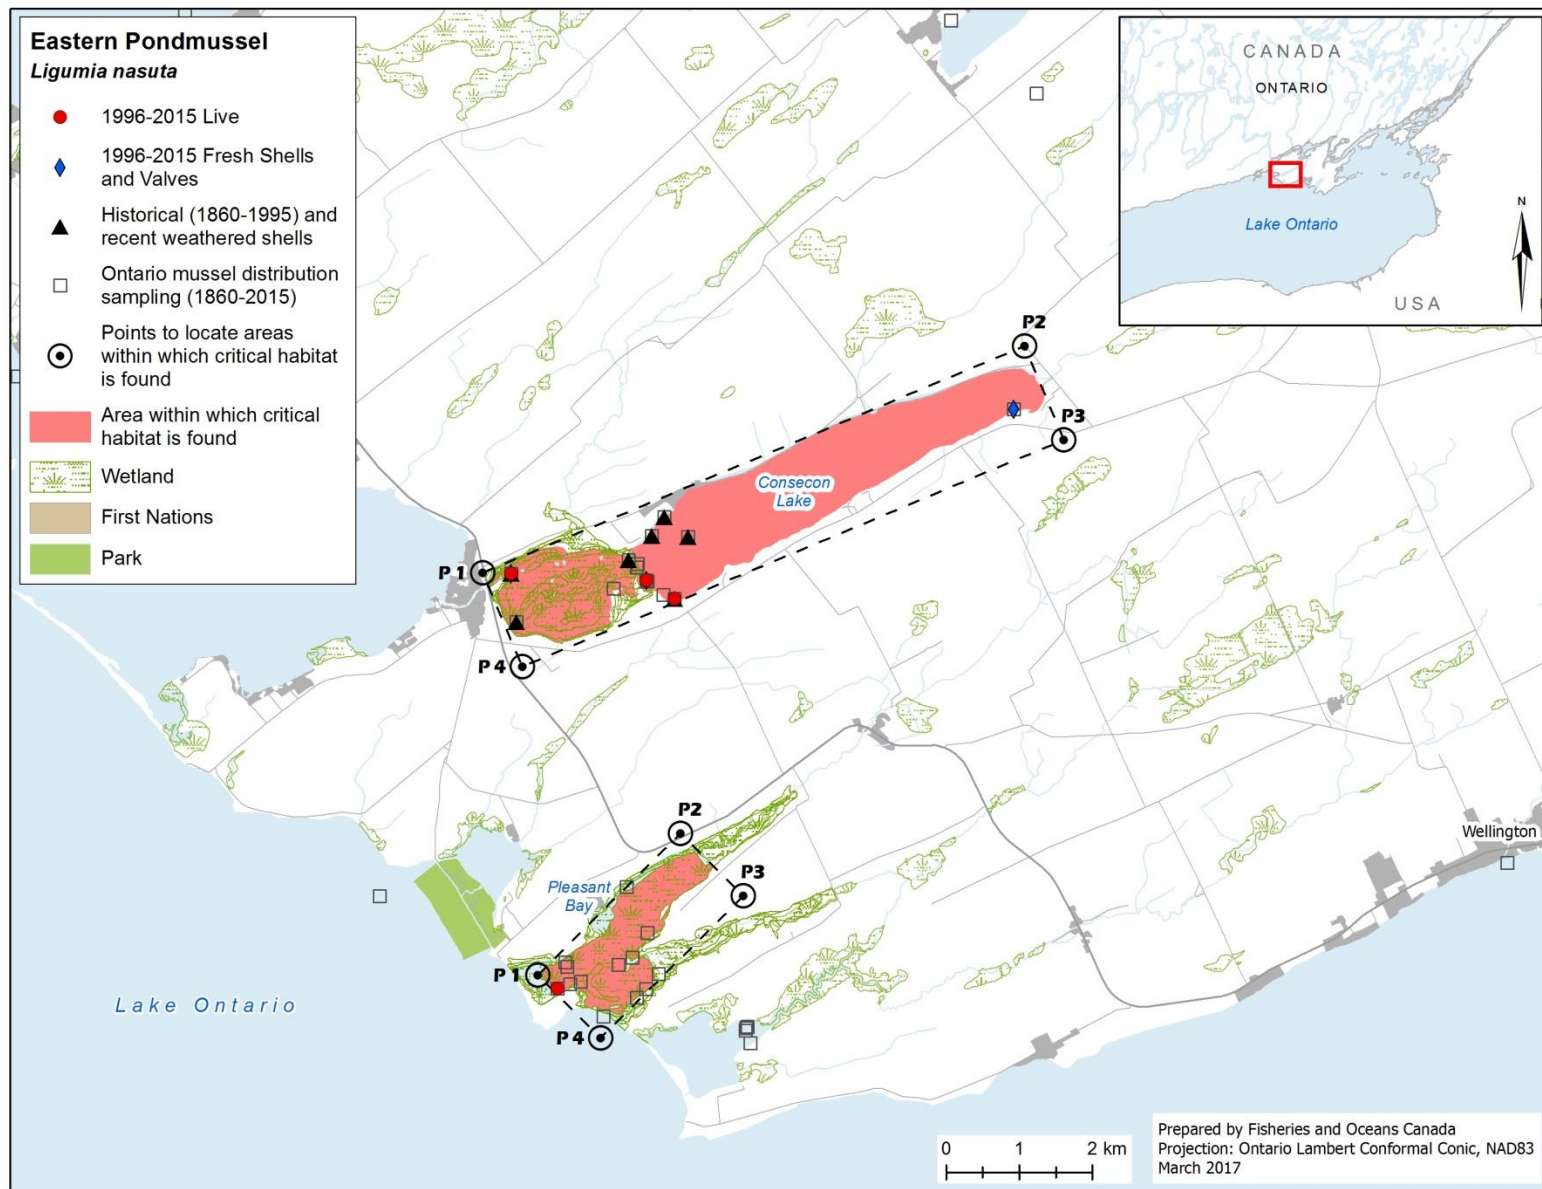 Eastern Pondmussel
Ligumia nasuta
1996-2015 Live
1996-2015 Fresh Shells
and Valves
Historical (1860-1995) and
recent weathered shells
Ontario mussel distribution
sampling (1860-2015)
Points to locate areas
within which critical habitat
is found
Area within which critical
habitat is found
Wetland
First Nations
Park
CANADA
ONTARIO
Lake Ontario
USA
N
P2
P3
Consecon
Lake
P 1
P 4
P2
P3
Pleasant
Bay
P 1
P 4
Wellington
Lake Ontario
0 1 2 km
Prepared by Fisheries and Oceans Canada
Projection: Ontario Lambert Conformal Conic, NAD83
March 2017